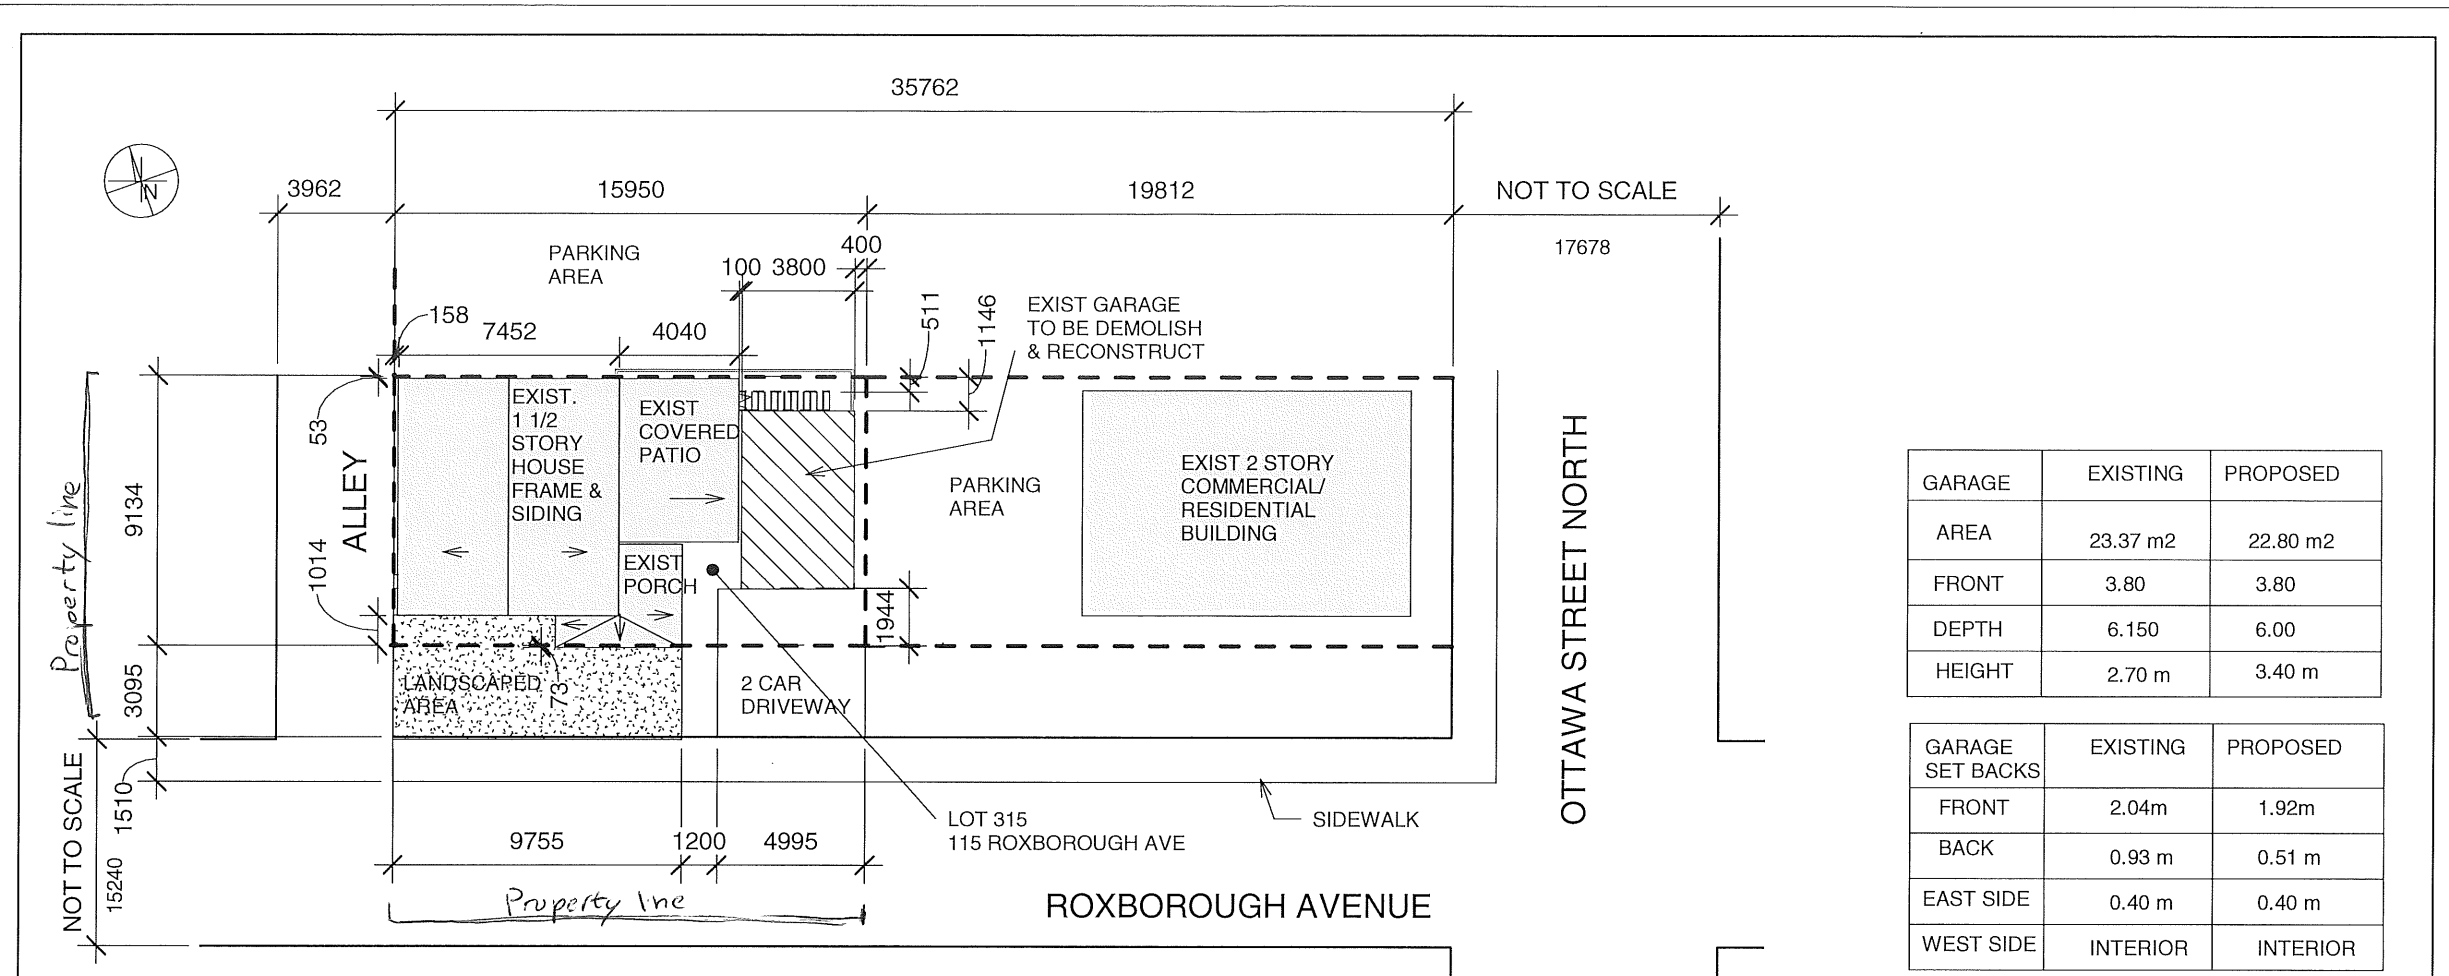 35762
3962
15950
19812
NOT TO SCALE
17678
N
PARKING
AREA
400
100
3800
158
7452
4040
511
1146
EXIST GARAGE
TO BE DEMOLISH
& RECONSTRUCT
53
ALLEY
9134
1014
3095
Property line
EXIST.
1 1/2
STORY
HOUSE
FRAME &
SIDING
EXIST
COVERED
PATIO
EXIST
PORCH
PARKING
AREA
EXIST 2 STORY
COMMERCIAL/
RESIDENTIAL
BUILDING
OTTAWA STREET NORTH
1944
LANDSCAPED
AREA
73
2 CAR
DRIVEWAY
NOT TO SCALE
15240
1510
LOT 315
115 ROXBOROUGH AVE
SIDEWALK
9755
1200
4995
Property line
ROXBOROUGH AVENUE
GARAGE EXISTING PROPOSED
AREA 23.37 m2 22.80 m2
FRONT 3.80 3.80
DEPTH 6.150 6.00
HEIGHT 2.70 m 3.40 m
GARAGE
SET BACKS EXISTING PROPOSED
FRONT 2.04m 1.92m
BACK 0.93 m 0.51 m
EAST SIDE 0.40 m 0.40 m
WEST SIDE INTERIOR INTERIOR